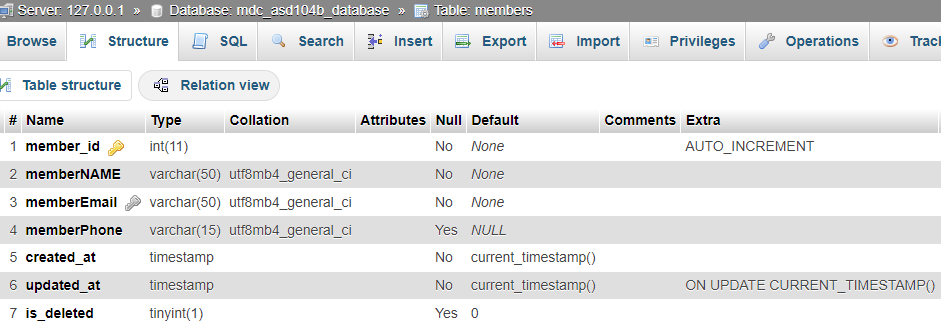 Server: 127.0.0.1 » Database: mdc_asd104b_database » Table: members
Browse Structure SQL Search Insert Export Import Privileges Operations Track
Table structure Relation view
# Name Type Collation Attributes Null Default Comments Extra
1 member_id int(11) No None AUTO_INCREMENT
2 memberNAME varchar(50) utf8mb4_general_ci No None
3 memberEmail varchar(50) utf8mb4_general_ci No None
4 memberPhone varchar(15) utf8mb4_general_ci Yes NULL
5 created_at timestamp No current_timestamp()
6 updated_at timestamp No current_timestamp() ON UPDATE CURRENT_TIMESTAMP()
7 is_deleted tinyint(1) Yes 0